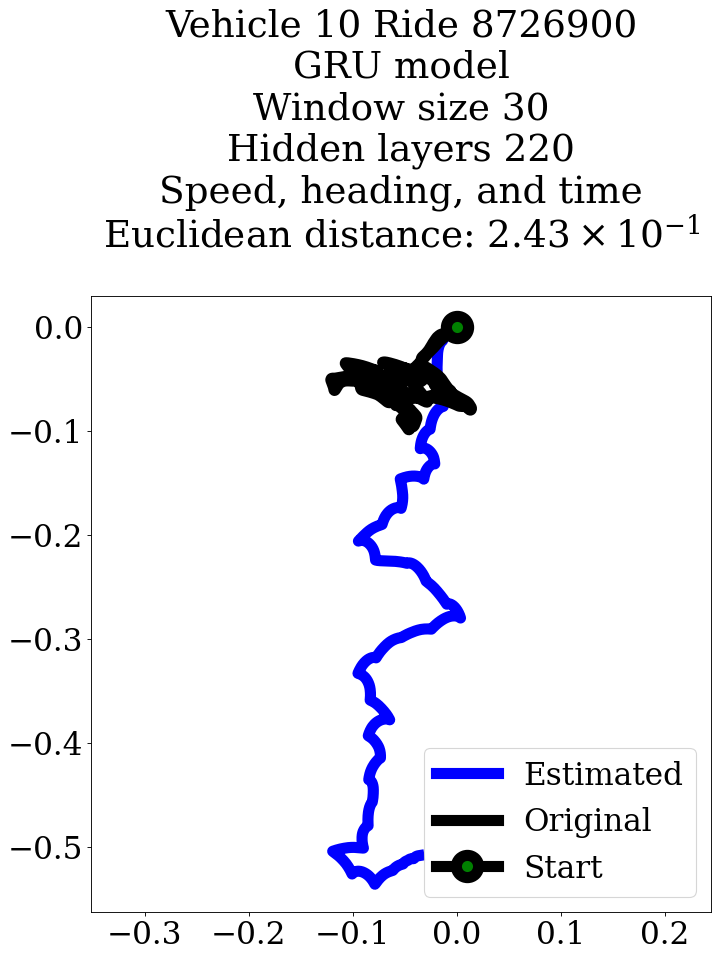 Vehicle 10 Ride 8726900
GRU model
Window size 30
Hidden layers 220
Speed, heading, and time
Euclidean distance: 2.43 × 10⁻¹
0.0
−0.1
−0.2
−0.3
−0.4
−0.5
Estimated
Original
Start
−0.3 −0.2 −0.1 0.0 0.1 0.2